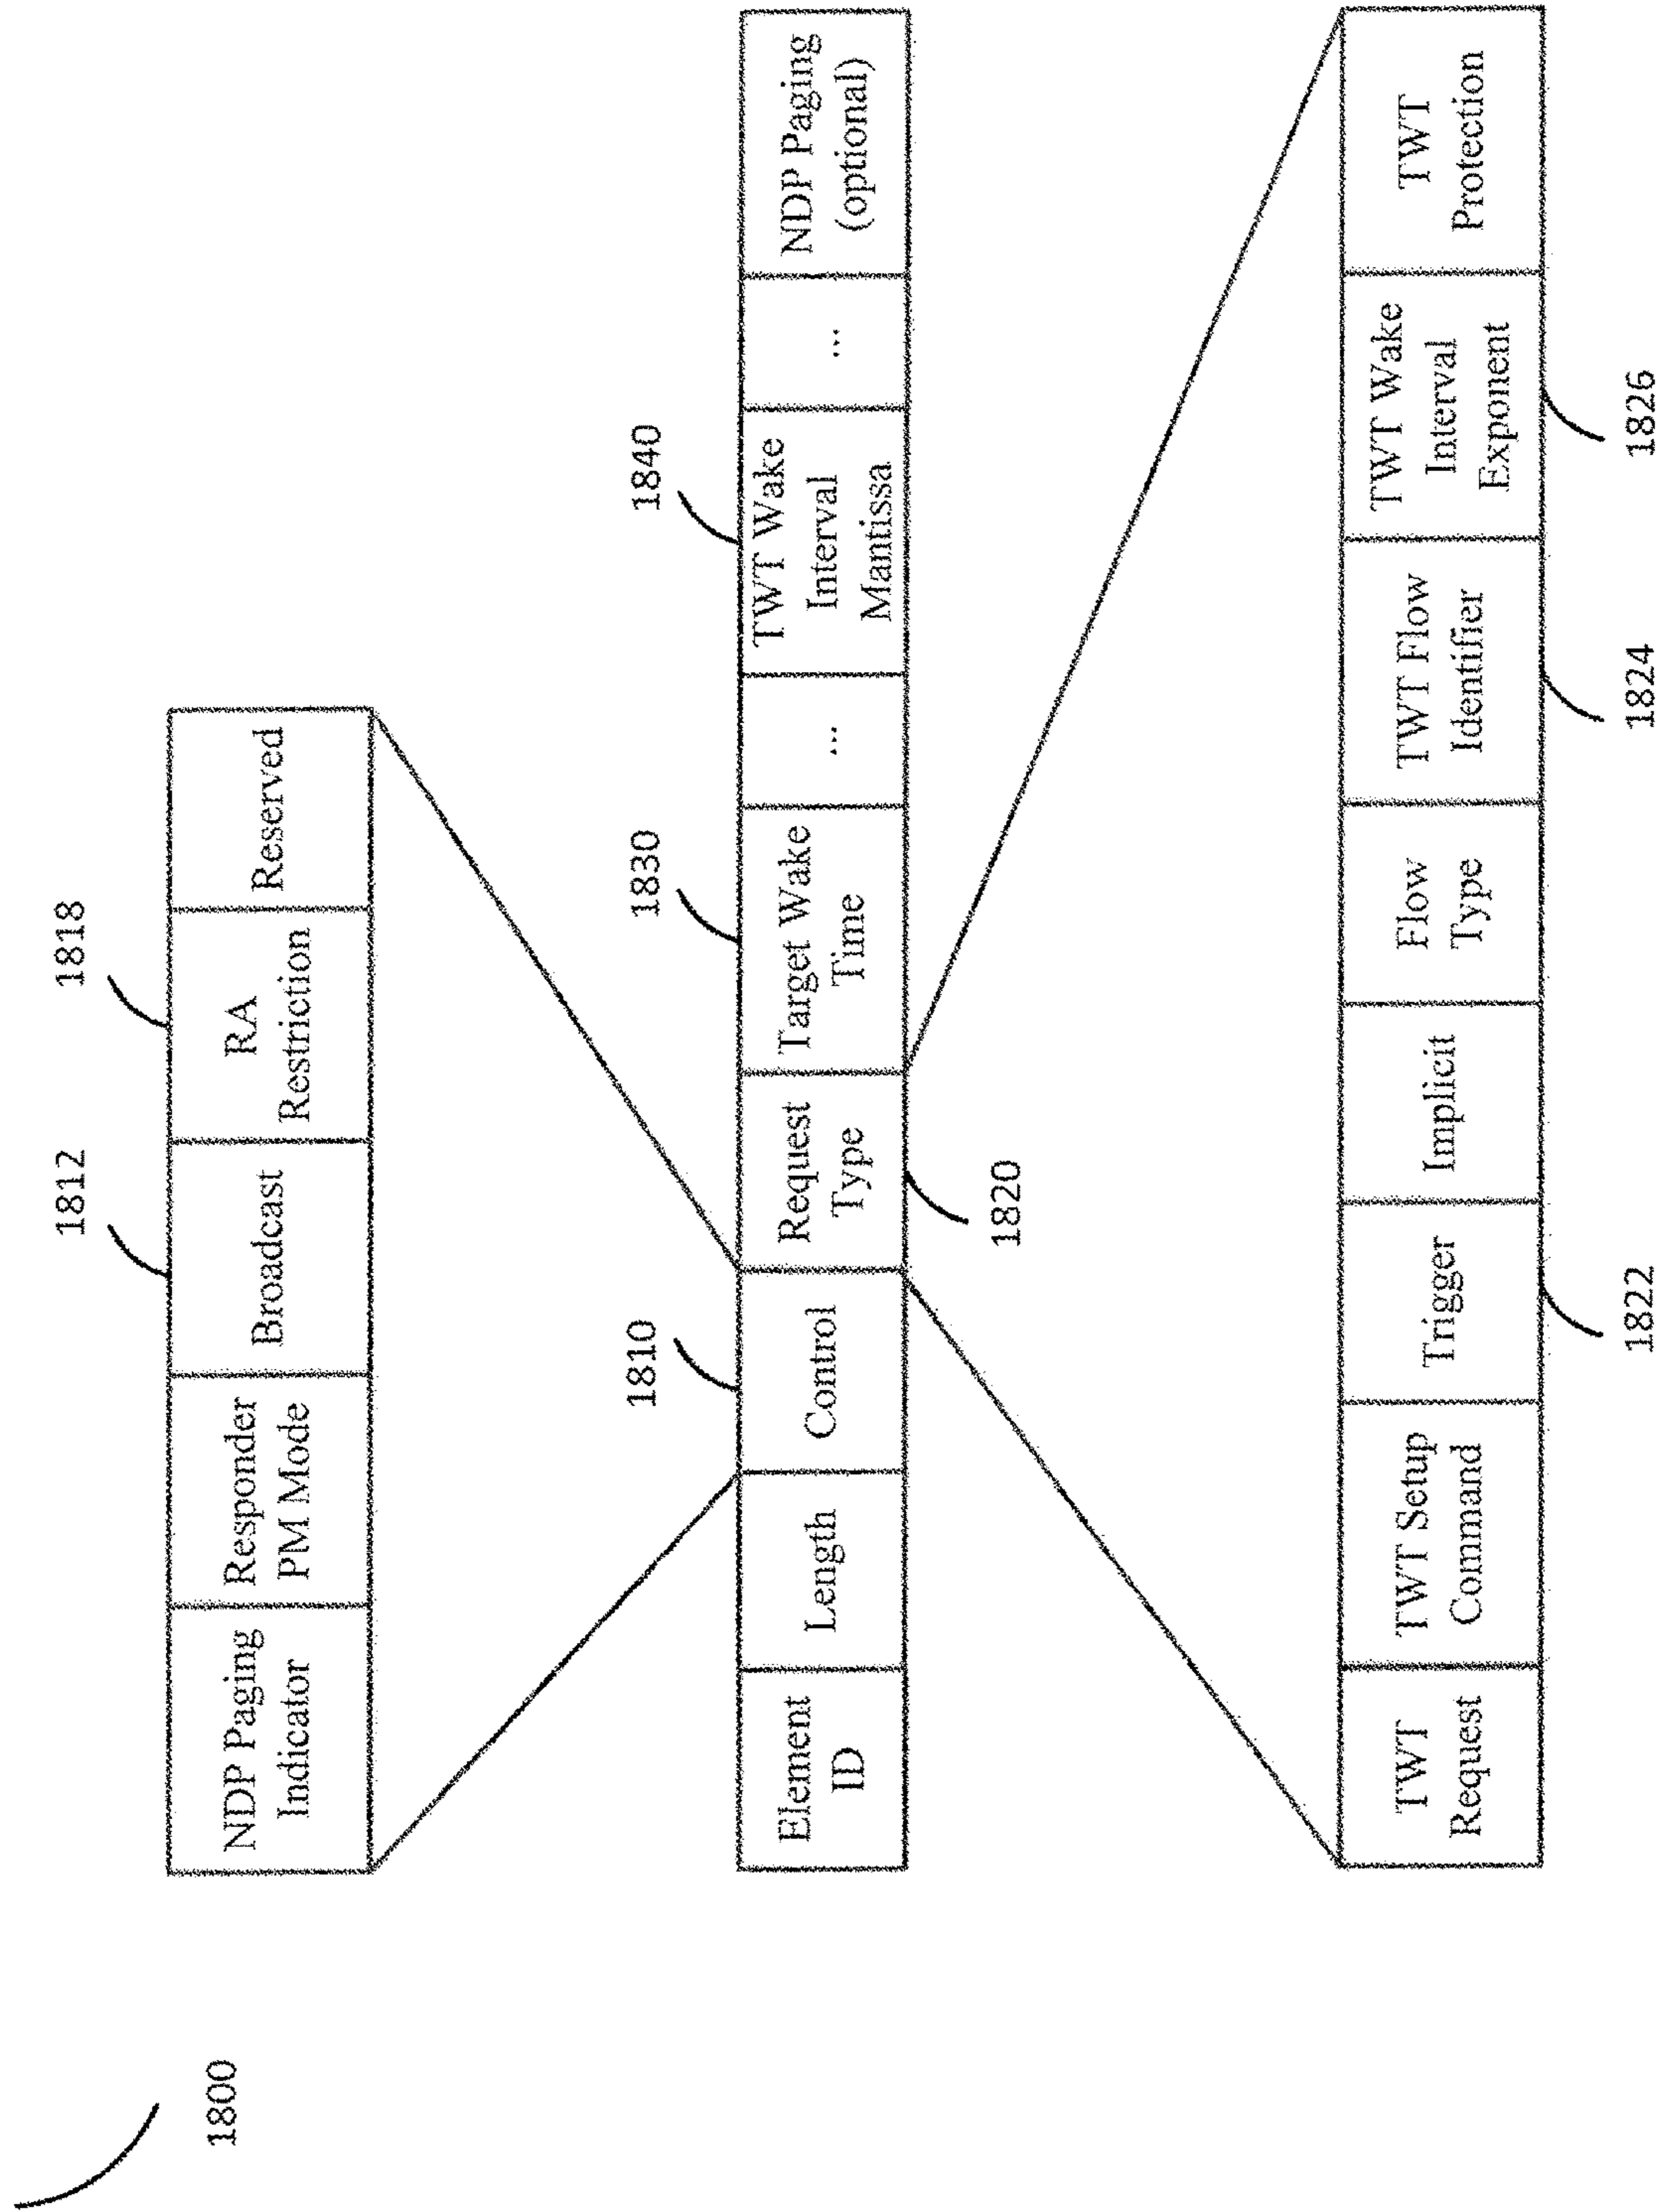 1800
1812
1818
NDP Paging
Indicator
Responder
PM Mode
Broadcast
RA
Restriction
Reserved
1810
1830
1840
Element
ID
Length
Control
Request
Type
Target Wake
Time
...
TWT Wake
Interval
Mantissa
...
NDP Paging
(optional)
1820
TWT
Request
TWT Setup
Command
Trigger
Implicit
Flow
Type
TWT Flow
Identifier
TWT Wake
Interval
Exponent
TWT
Protection
1822
1824
1826